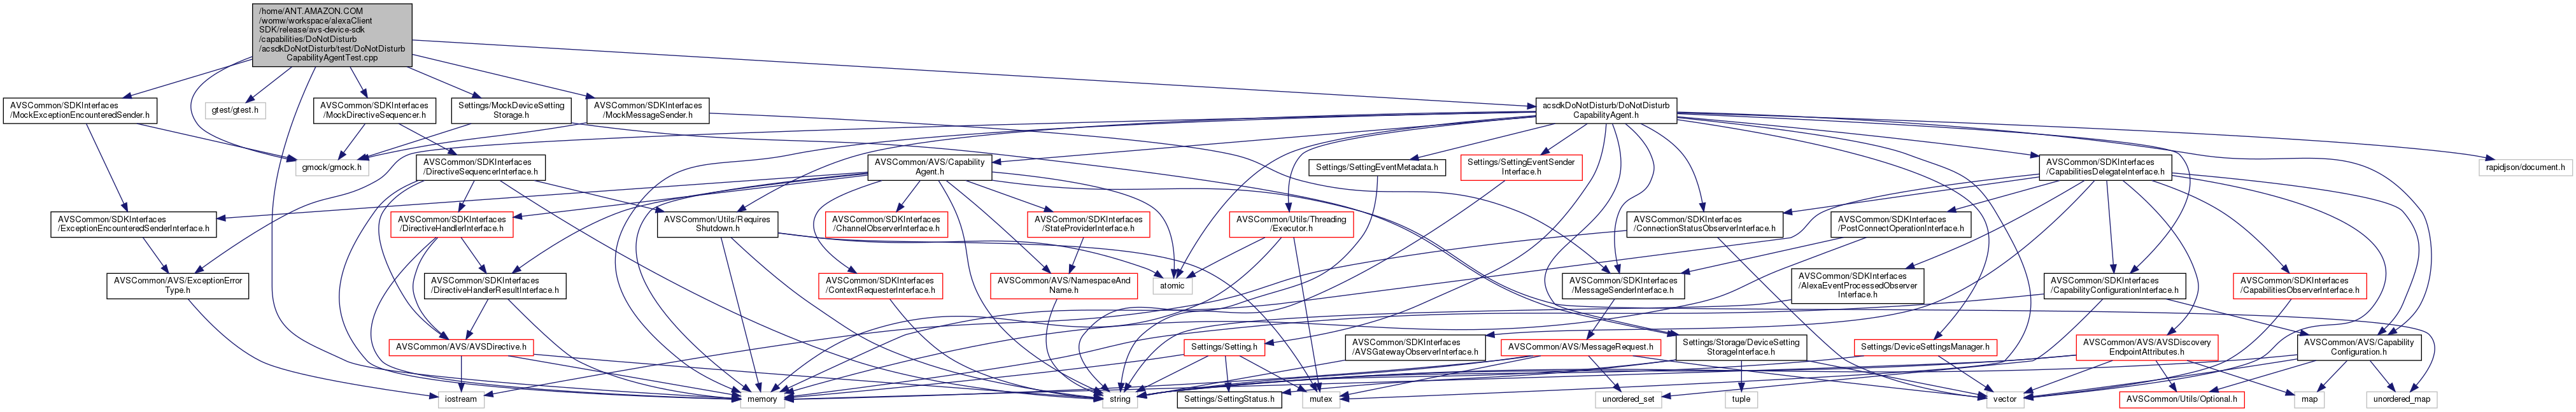 /home/ANT.AMAZON.COM
/womw/workspace/alexaClient
SDK/release/avs-device-sdk
/capabilities/DoNotDisturb
/acsdkDoNotDisturb/test/DoNotDisturb
CapabilityAgentTest.cpp
AVSCommon/SDKInterfaces
/MockExceptionEncounteredSender.h
gtest/gtest.h
AVSCommon/SDKInterfaces
/MockDirectiveSequencer.h
Settings/MockDeviceSetting
Storage.h
AVSCommon/SDKInterfaces
/MockMessageSender.h
acsdkDoNotDisturb/DoNotDisturb
CapabilityAgent.h
gmock/gmock.h
AVSCommon/SDKInterfaces
/DirectiveSequencerInterface.h
AVSCommon/AVS/Capability
Agent.h
Settings/SettingEventMetadata.h
Settings/SettingEventSender
Interface.h
AVSCommon/SDKInterfaces
/CapabilitiesDelegateInterface.h
rapidjson/document.h
AVSCommon/SDKInterfaces
/ExceptionEncounteredSenderInterface.h
AVSCommon/SDKInterfaces
/DirectiveHandlerInterface.h
AVSCommon/Utils/Requires
Shutdown.h
AVSCommon/SDKInterfaces
/ChannelObserverInterface.h
AVSCommon/SDKInterfaces
/StateProviderInterface.h
AVSCommon/Utils/Threading
/Executor.h
AVSCommon/SDKInterfaces
/ConnectionStatusObserverInterface.h
AVSCommon/SDKInterfaces
/PostConnectOperationInterface.h
AVSCommon/AVS/ExceptionError
Type.h
AVSCommon/SDKInterfaces
/DirectiveHandlerResultInterface.h
AVSCommon/SDKInterfaces
/ContextRequesterInterface.h
AVSCommon/AVS/NamespaceAnd
Name.h
atomic
AVSCommon/SDKInterfaces
/MessageSenderInterface.h
AVSCommon/SDKInterfaces
/AlexaEventProcessedObserver
Interface.h
AVSCommon/SDKInterfaces
/CapabilityConfigurationInterface.h
AVSCommon/SDKInterfaces
/CapabilitiesObserverInterface.h
AVSCommon/AVS/AVSDirective.h
Settings/Setting.h
AVSCommon/SDKInterfaces
/AVSGatewayObserverInterface.h
AVSCommon/AVS/MessageRequest.h
Settings/Storage/DeviceSetting
StorageInterface.h
Settings/DeviceSettingsManager.h
AVSCommon/AVS/AVSDiscovery
EndpointAttributes.h
AVSCommon/AVS/Capability
Configuration.h
iostream
memory
string
Settings/SettingStatus.h
mutex
unordered_set
tuple
vector
AVSCommon/Utils/Optional.h
map
unordered_map